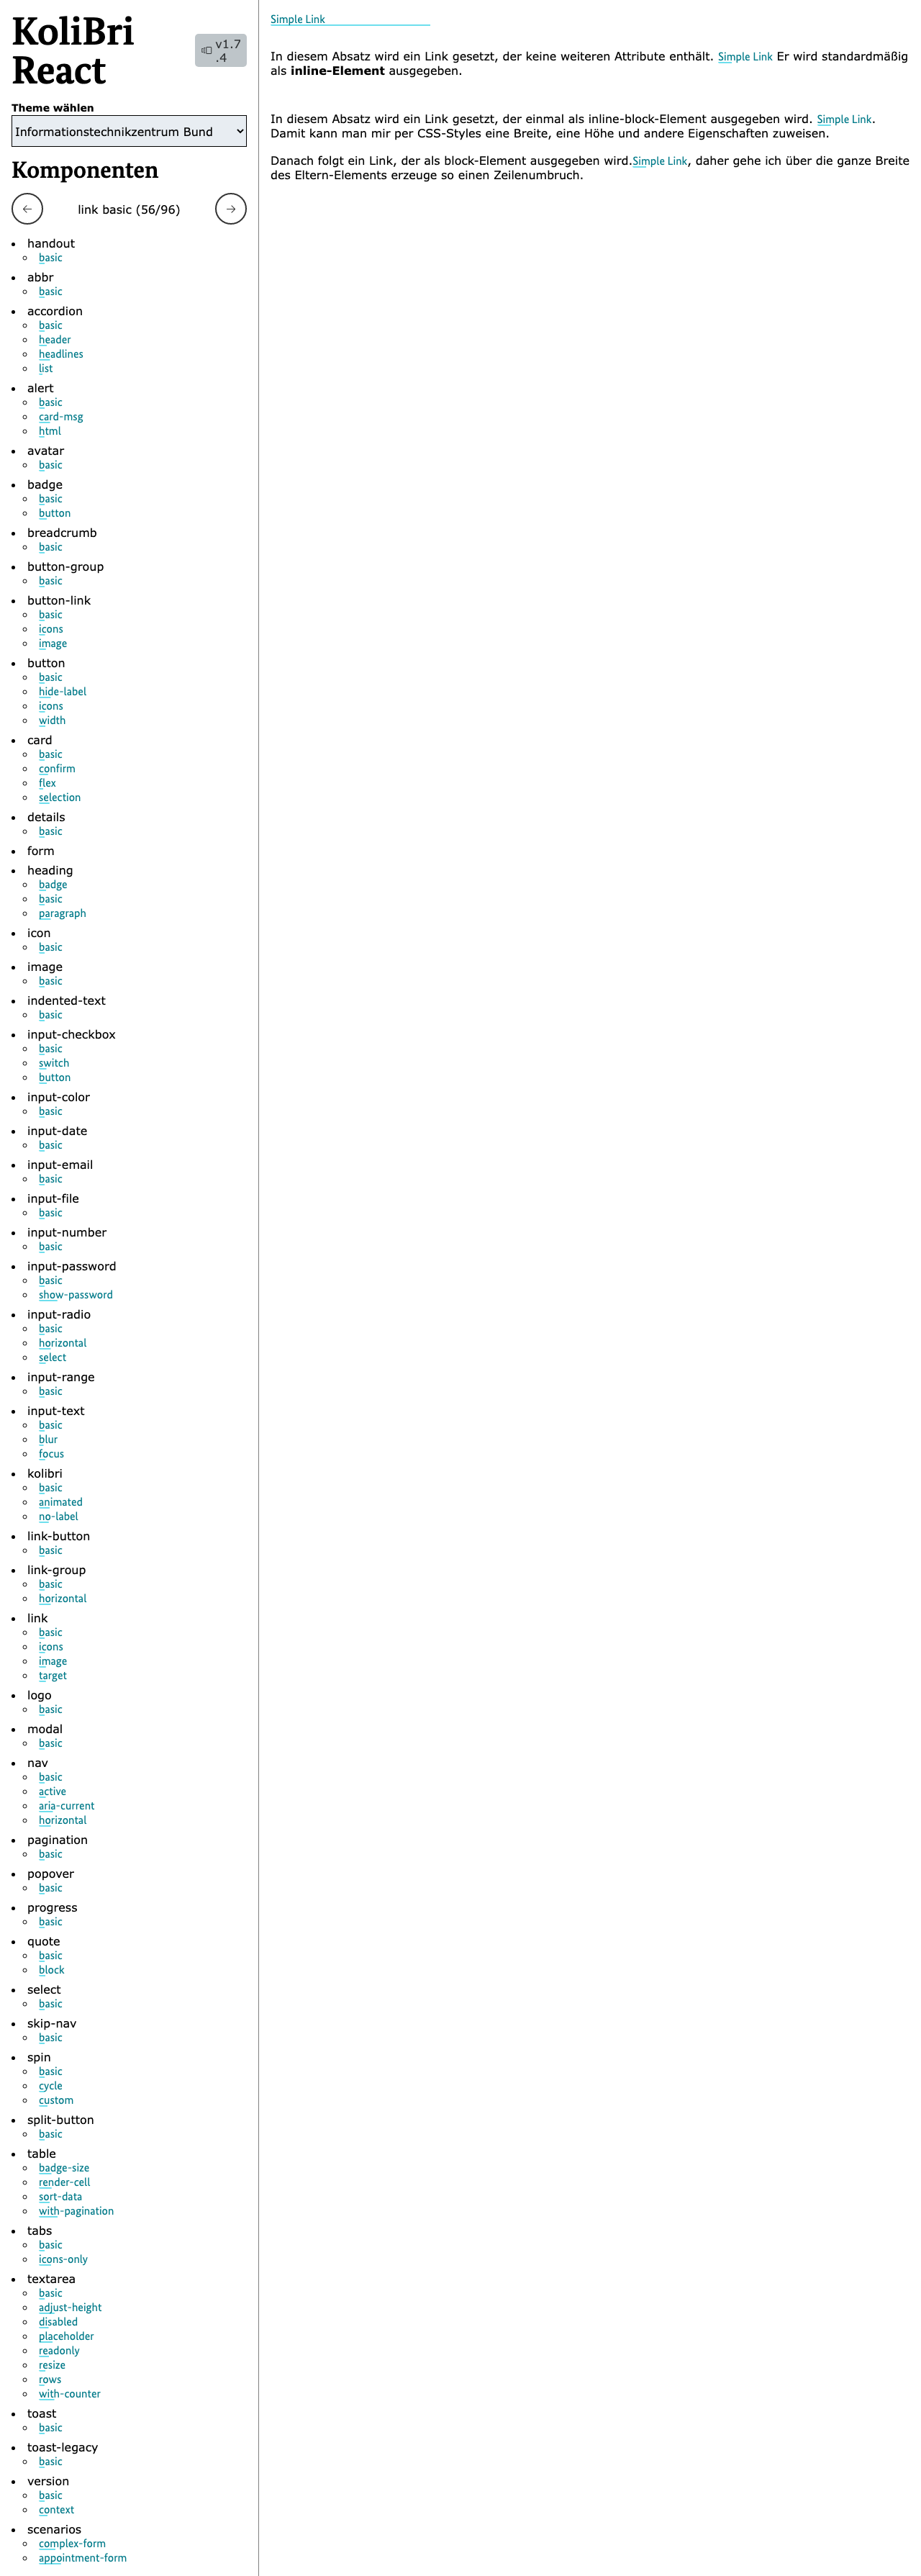 KoliBri
React
v1.7
.4
Theme wählen
Informationstechnikzentrum Bund
Komponenten
link basic (56/96)
handout
basic
abbr
basic
accordion
basic
header
headlines
list
alert
basic
card-msg
html
avatar
basic
badge
basic
button
breadcrumb
basic
button-group
basic
button-link
basic
icons
image
button
basic
hide-label
icons
width
card
basic
confirm
flex
selection
details
basic
form
heading
badge
basic
paragraph
icon
basic
image
basic
indented-text
basic
input-checkbox
basic
switch
button
input-color
basic
input-date
basic
input-email
basic
input-file
basic
input-number
basic
input-password
basic
show-password
input-radio
basic
horizontal
select
input-range
basic
input-text
basic
blur
focus
kolibri
basic
animated
no-label
link-button
basic
link-group
basic
horizontal
link
basic
icons
image
target
logo
basic
modal
basic
nav
basic
active
aria-current
horizontal
pagination
basic
popover
basic
progress
basic
quote
basic
block
select
basic
skip-nav
basic
spin
basic
cycle
custom
split-button
basic
table
badge-size
render-cell
sort-data
with-pagination
tabs
basic
icons-only
textarea
basic
adjust-height
disabled
placeholder
readonly
resize
rows
with-counter
toast
basic
toast-legacy
basic
version
basic
context
scenarios
complex-form
appointment-form
Simple Link
In diesem Absatz wird ein Link gesetzt, der keine weiteren Attribute enthält. Simple Link Er wird standardmäßig
als inline-Element ausgegeben.
In diesem Absatz wird ein Link gesetzt, der einmal als inline-block-Element ausgegeben wird. Simple Link.
Damit kann man mir per CSS-Styles eine Breite, eine Höhe und andere Eigenschaften zuweisen.
Danach folgt ein Link, der als block-Element ausgegeben wird.Simple Link, daher gehe ich über die ganze Breite
des Eltern-Elements erzeuge so einen Zeilenumbruch.